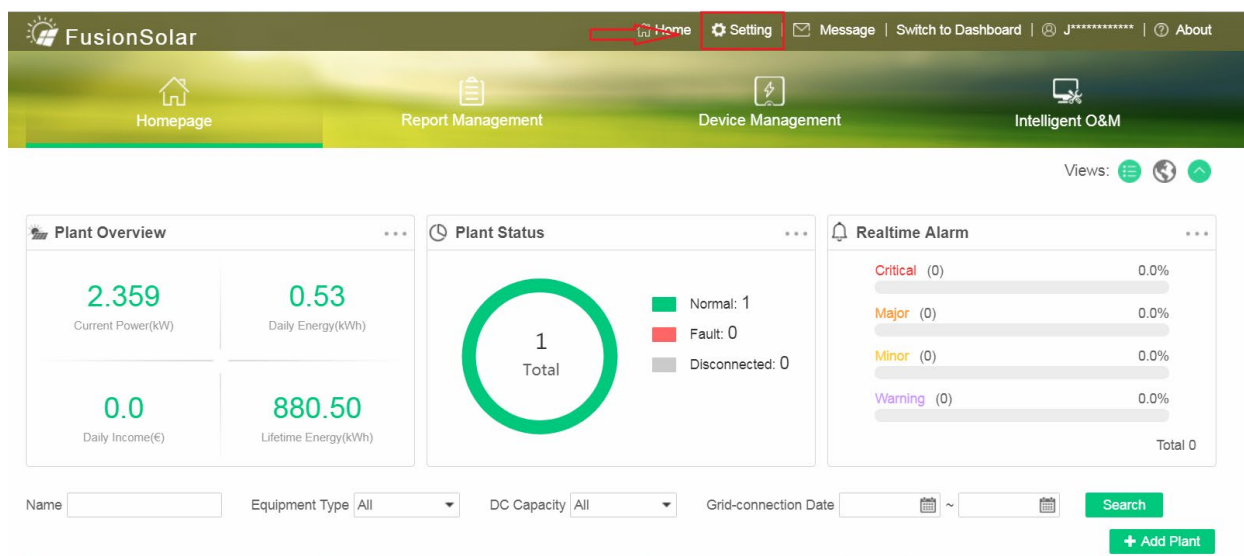 FusionSolar
Home Setting | Message | Switch to Dashboard | J************ | About
Homepage Report Management Device Management Intelligent O&M
Views:
Plant Overview
2.359 0.53
Current Power(kW) Daily Energy(kWh)
0.0 880.50
Daily Income(€) Lifetime Energy(kWh)
Plant Status
1
Total
Normal: 1
Fault: 0
Disconnected: 0
Realtime Alarm
Critical (0) 0.0%
Major (0) 0.0%
Minor (0) 0.0%
Warning (0) 0.0%
Total 0
Name Equipment Type All DC Capacity All Grid-connection Date ~ Search
+ Add Plant